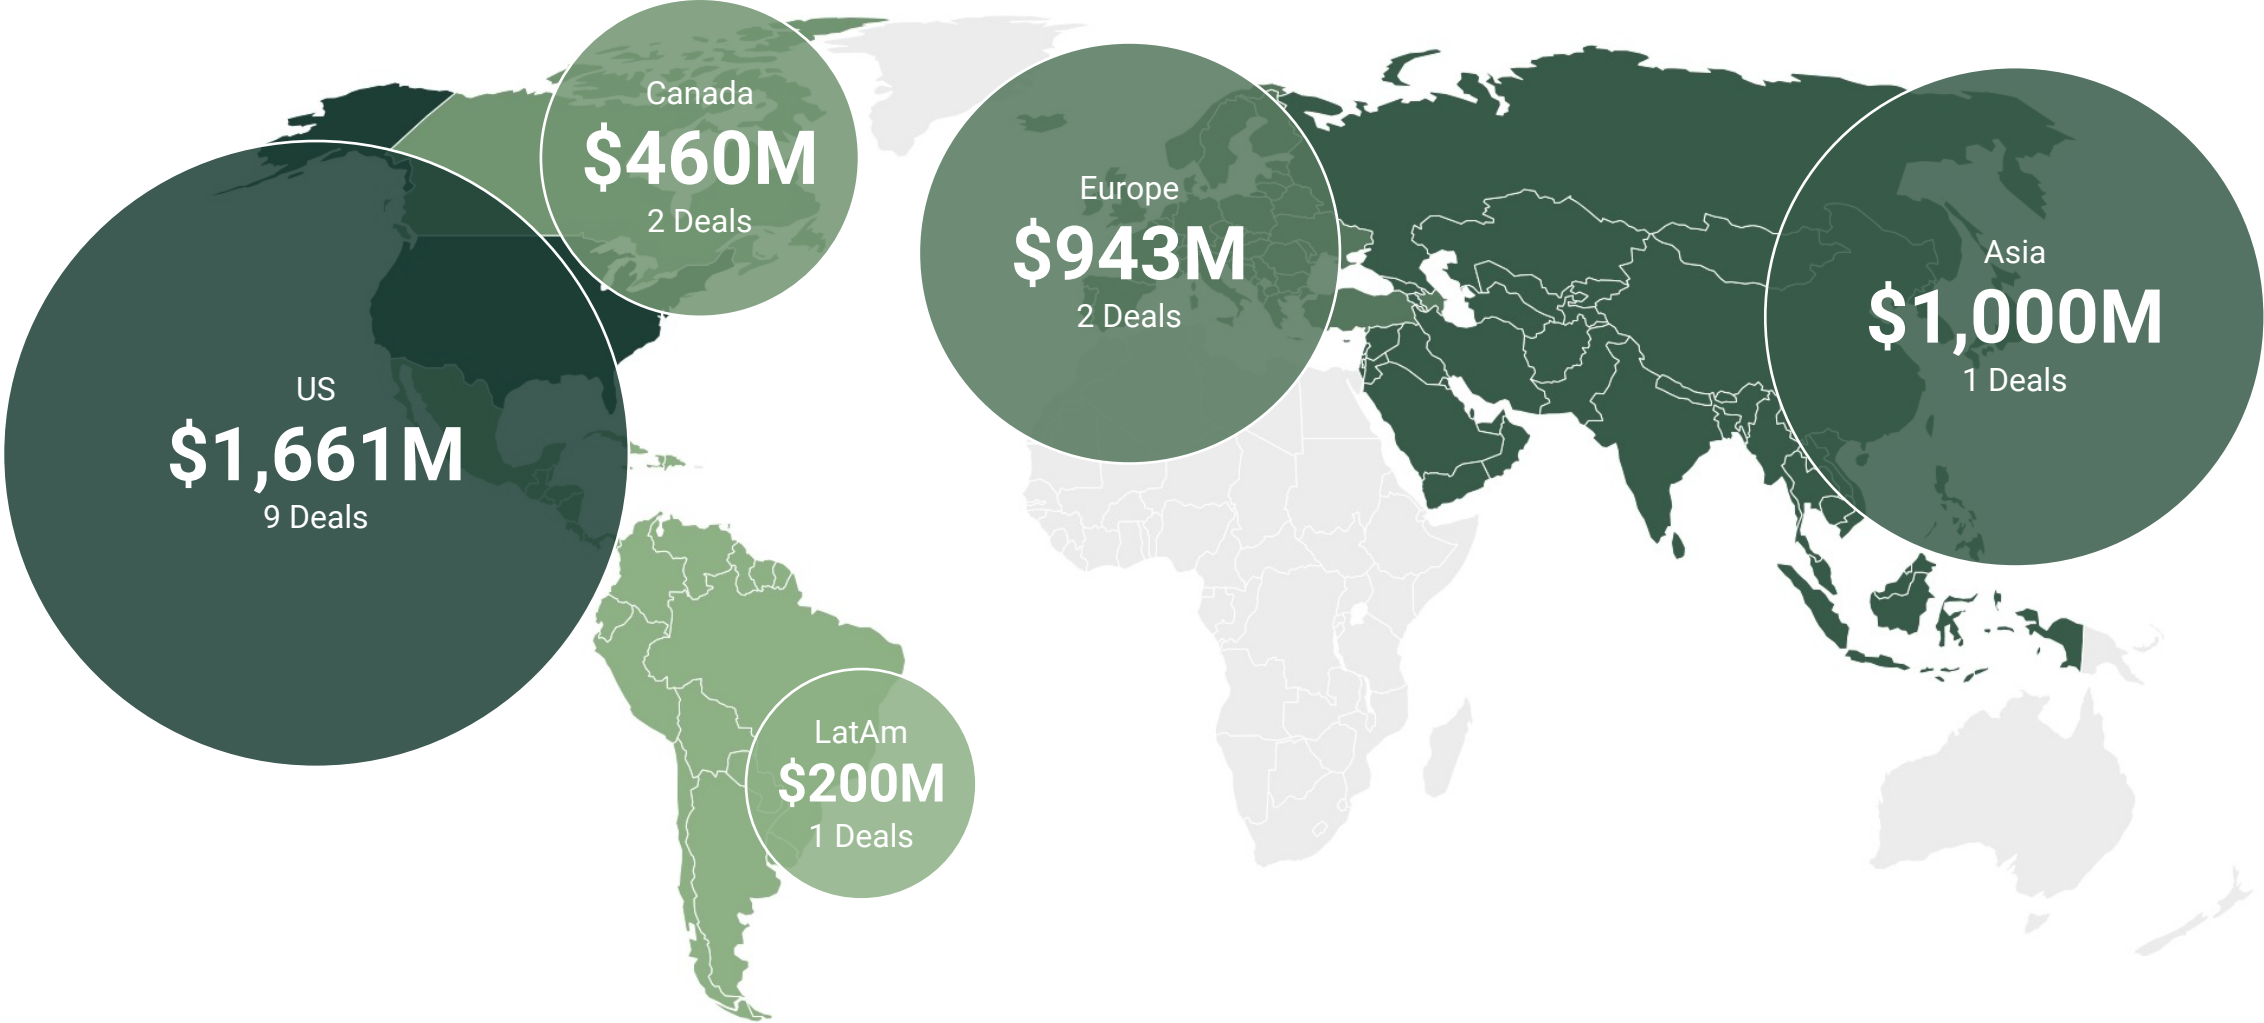 Canada
$460M
2 Deals
Europe
$943M
2 Deals
Asia
$1,000M
1 Deals
US
$1,661M
9 Deals
LatAm
$200M
1 Deals